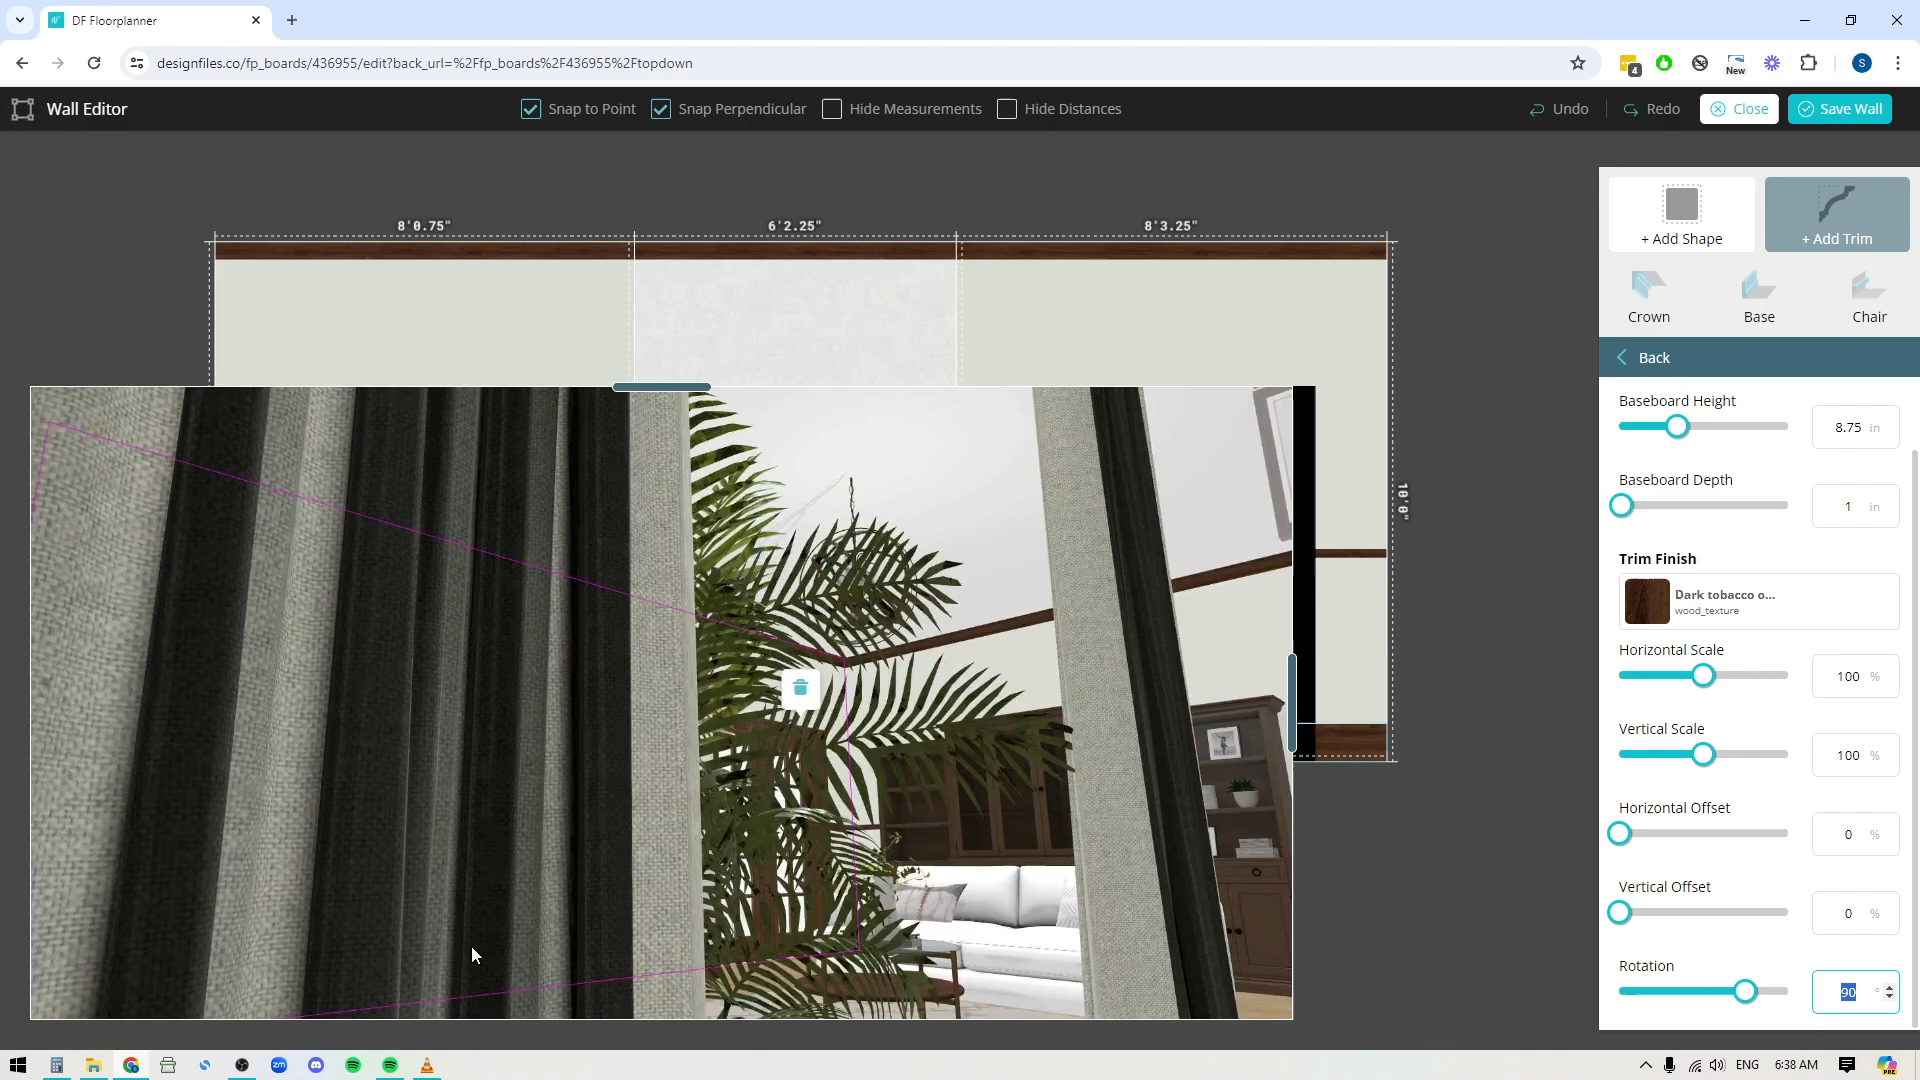 DF Floorplanner
designfiles.co/fp_boards/436955/edit?back_url=%2Ffp_boards%2F436955%2Ftopdown
4
New
S
Wall Editor
Snap to Point
Snap Perpendicular
Hide Measurements
Hide Distances
Undo
Redo
Close
Save Wall
8'0.75"
6'2.25"
8'3.25"
10'0"
+ Add Shape
+ Add Trim
Crown
Base
Chair
Back
Baseboard Height
8.75 in
Baseboard Depth
1 in
Trim Finish
Dark tobacco o...
wood_texture
Horizontal Scale
100 %
Vertical Scale
100 %
Horizontal Offset
0 %
Vertical Offset
0 %
Rotation
90 °
zm
ENG
6:38 AM
PRE